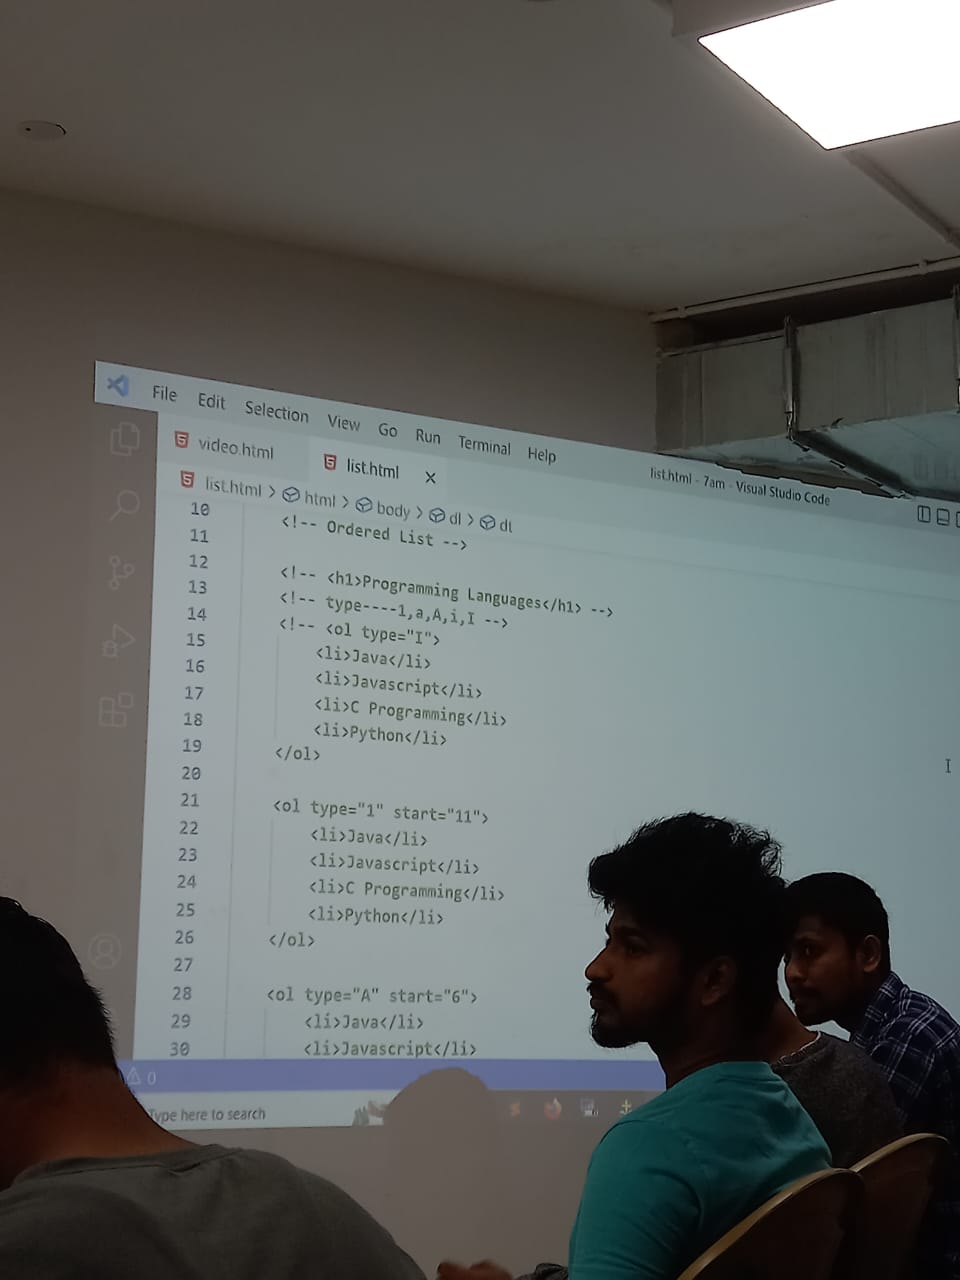 File Edit Selection View Go Run Terminal Help
list.html - 7am - Visual Studio Code
video.html
list.html
list.html > html > body > dl > dt
10
11 <!-- Ordered List -->
12
13 <!-- <h1>Programming Languages</h1> -->
14 <!-- type----1,a,A,i,I -->
15 <!-- <ol type="I">
16 <li>Java</li>
17 <li>Javascript</li>
18 <li>C Programming</li>
19 <li>Python</li>
20 </ol>
21
22 <ol type="1" start="11">
23 <li>Java</li>
24 <li>Javascript</li>
25 <li>C Programming</li>
26 <li>Python</li>
27 </ol>
28
29 <ol type="A" start="6">
30 <li>Java</li>
<li>Javascript</li>
0
Type here to search